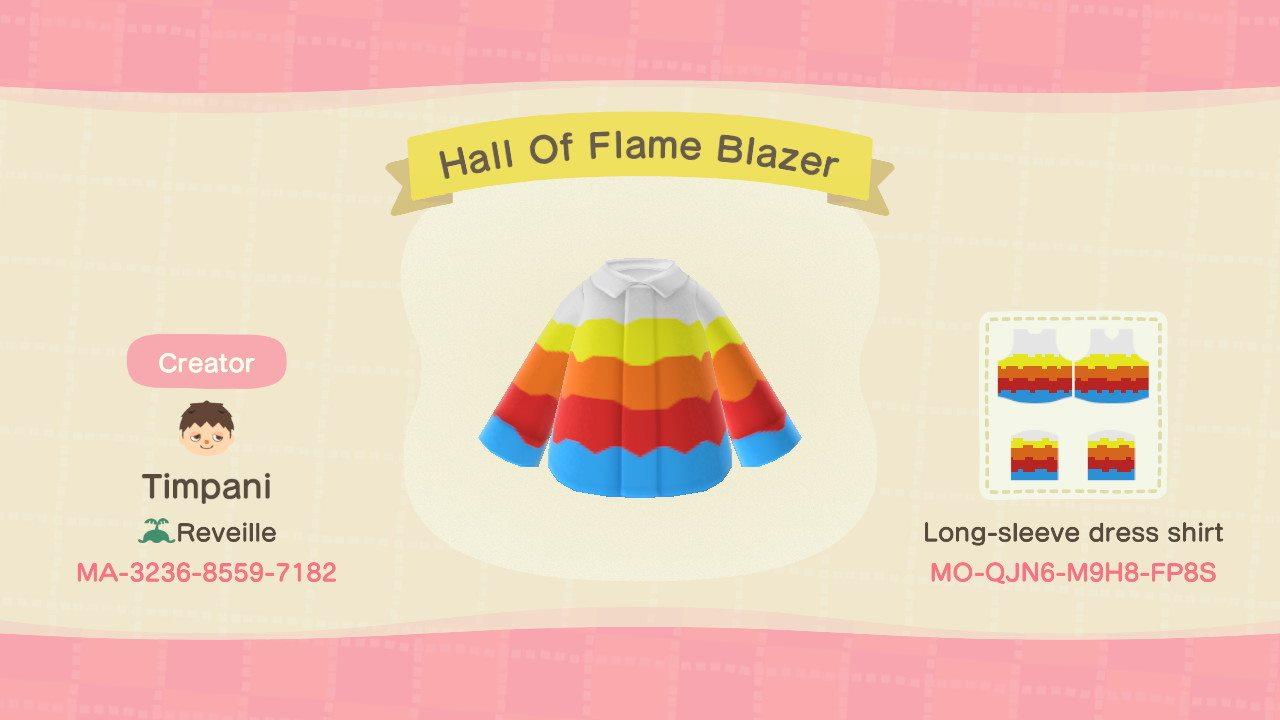 Hall Of Flame Blazer
Creator
Timpani
Reveille
MA-3236-8559-7182
Long-sleeve dress shirt
MO-QJN6-M9H8-FP8S